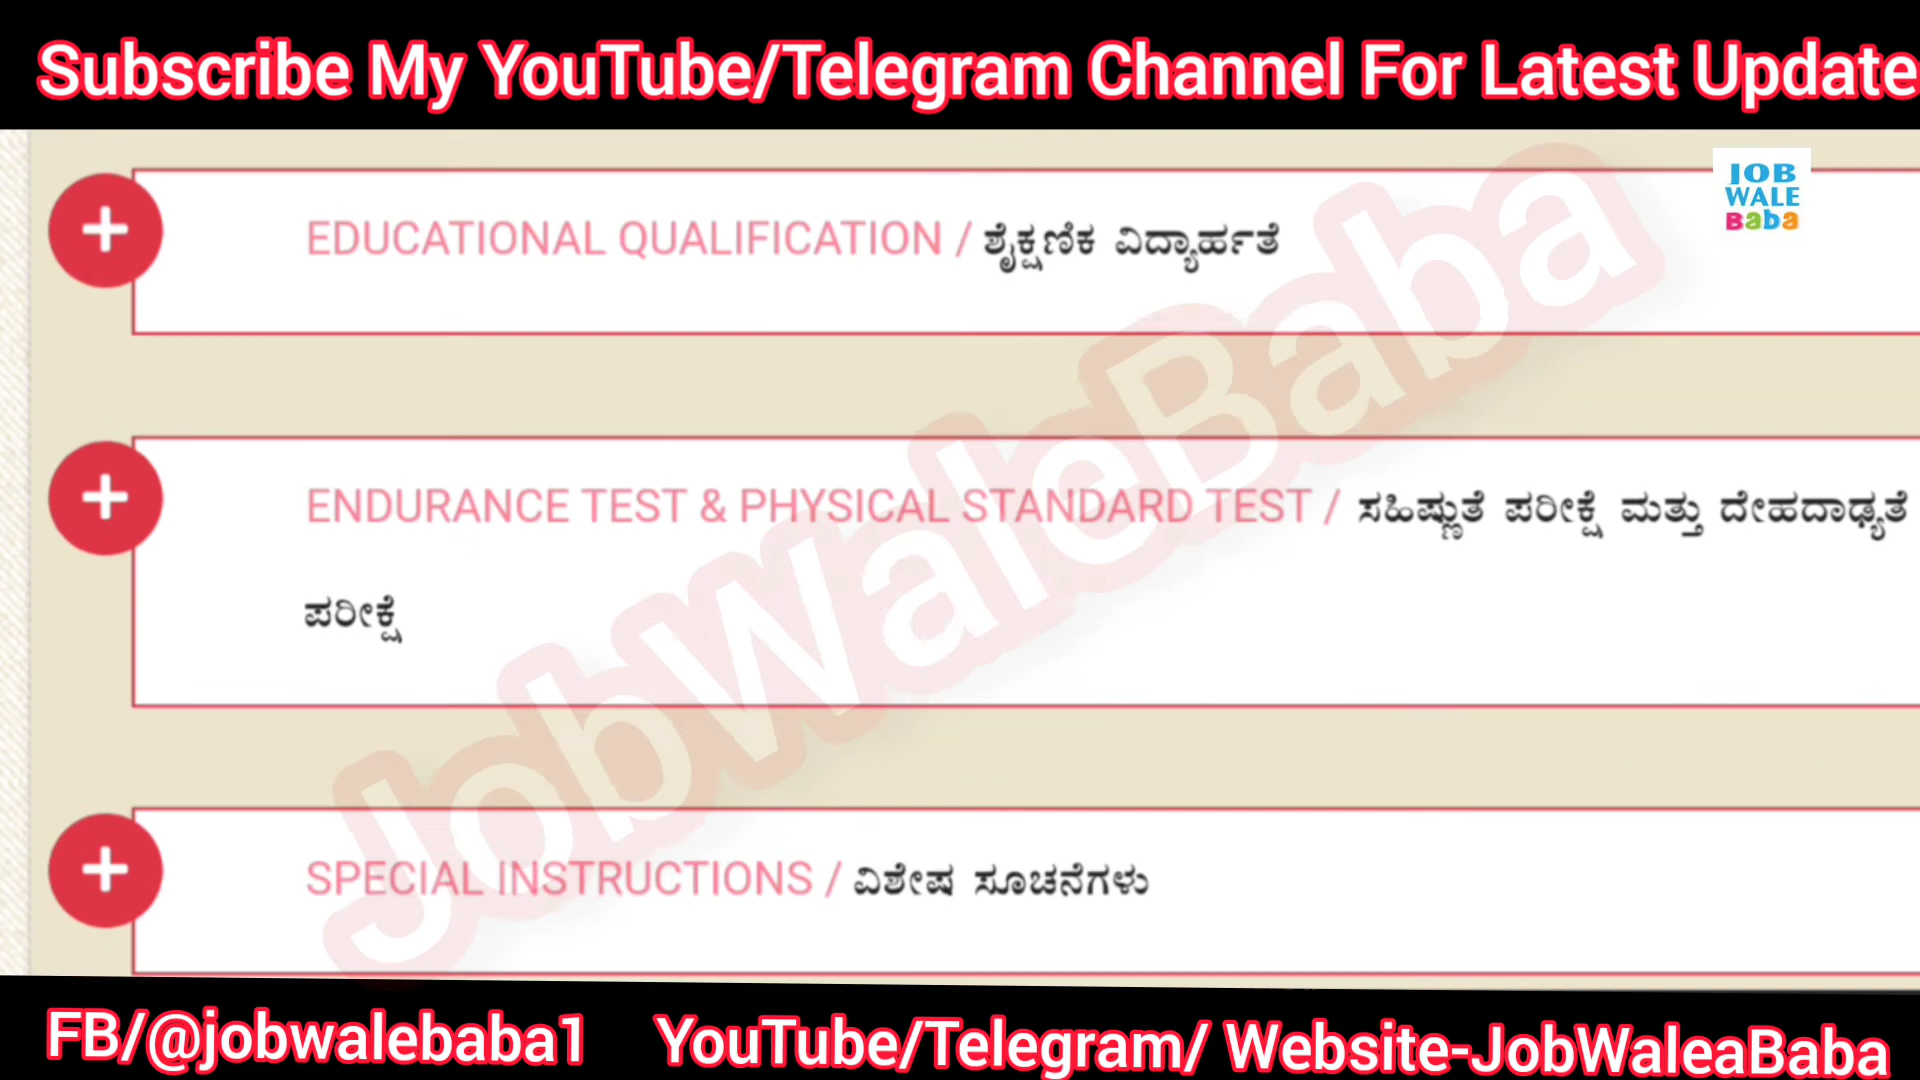 Subscribe My YouTube/Telegram Channel For Latest Update
JOB
WALE
Baba
EDUCATIONAL QUALIFICATION / ಶೈಕ್ಷಣಿಕ ವಿದ್ಯಾರ್ಹತೆ
ENDURANCE TEST & PHYSICAL STANDARD TEST / ಸಹಿಷ್ಣುತೆ ಪರೀಕ್ಷೆ ಮತ್ತು ದೇಹದಾಢ್ಯತೆ
ಪರೀಕ್ಷೆ
JobWaleBaba
SPECIAL INSTRUCTIONS / ವಿಶೇಷ ಸೂಚನೆಗಳು
FB/@jobwalebaba1 YouTube/Telegram/ Website-JobWaleaBaba